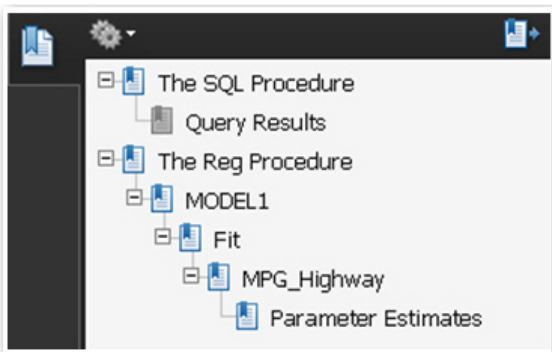 The SQL Procedure
Query Results
The Reg Procedure
MODEL1
Fit
MPG_Highway
Parameter Estimates